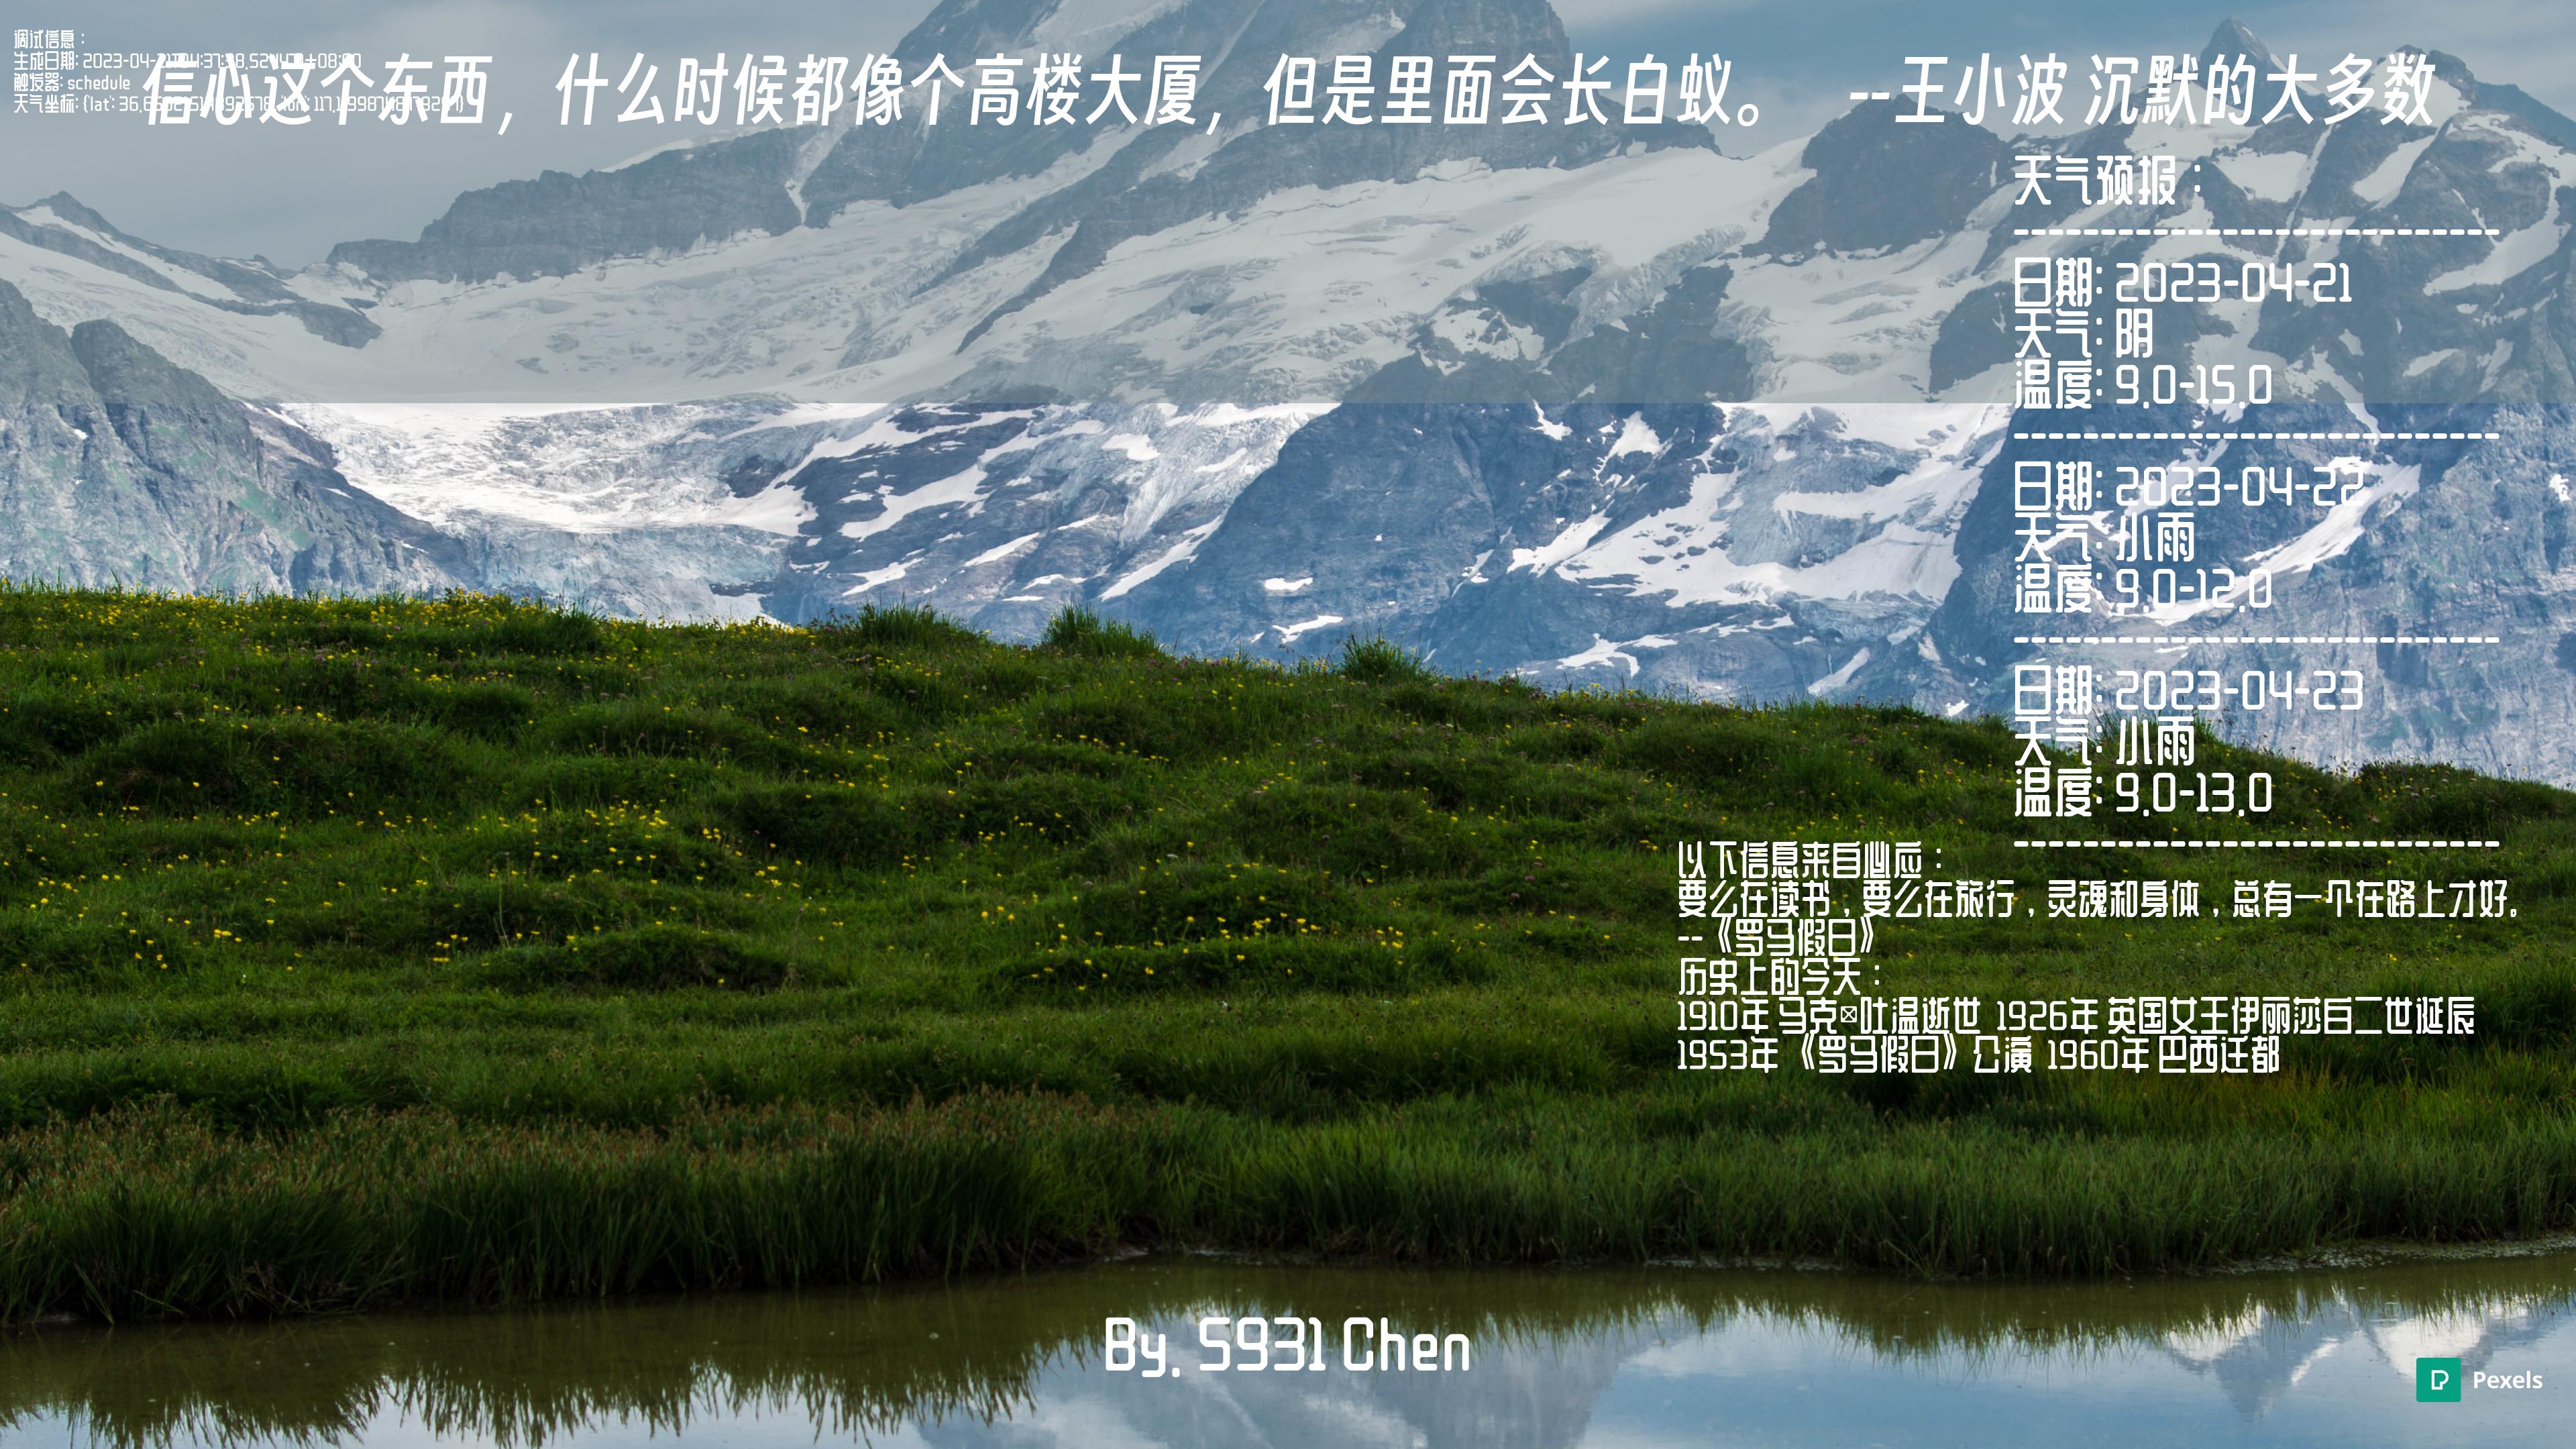 调试信息：
生成日期: 2023-04-
触发器: schedule
天气坐标: {'lat': 36.
信心这个东西，什么时候都像个高楼大厦，但是里面会长白蚁。 --王小波 沉默的大多数
天气预报：
----------------------------
日期: 2023-04-21
天气: 阴
温度: 9.0-15.0
----------------------------
日期: 2023-04-22
天气: 小雨
温度: 9.0-12.0
----------------------------
日期: 2023-04-23
天气: 小雨
温度: 9.0-13.0
----------------------------
以下信息来自必应：
要么在读书，要么在旅行，灵魂和身体，总有一个在路上才好。
--《罗马假日》
历史上的今天：
1910年 马克☒吐温逝世 1926年 英国女王伊丽莎白二世诞辰
1953年 《罗马假日》公演 1960年 巴西迁都
By. S931 Chen
Pexels